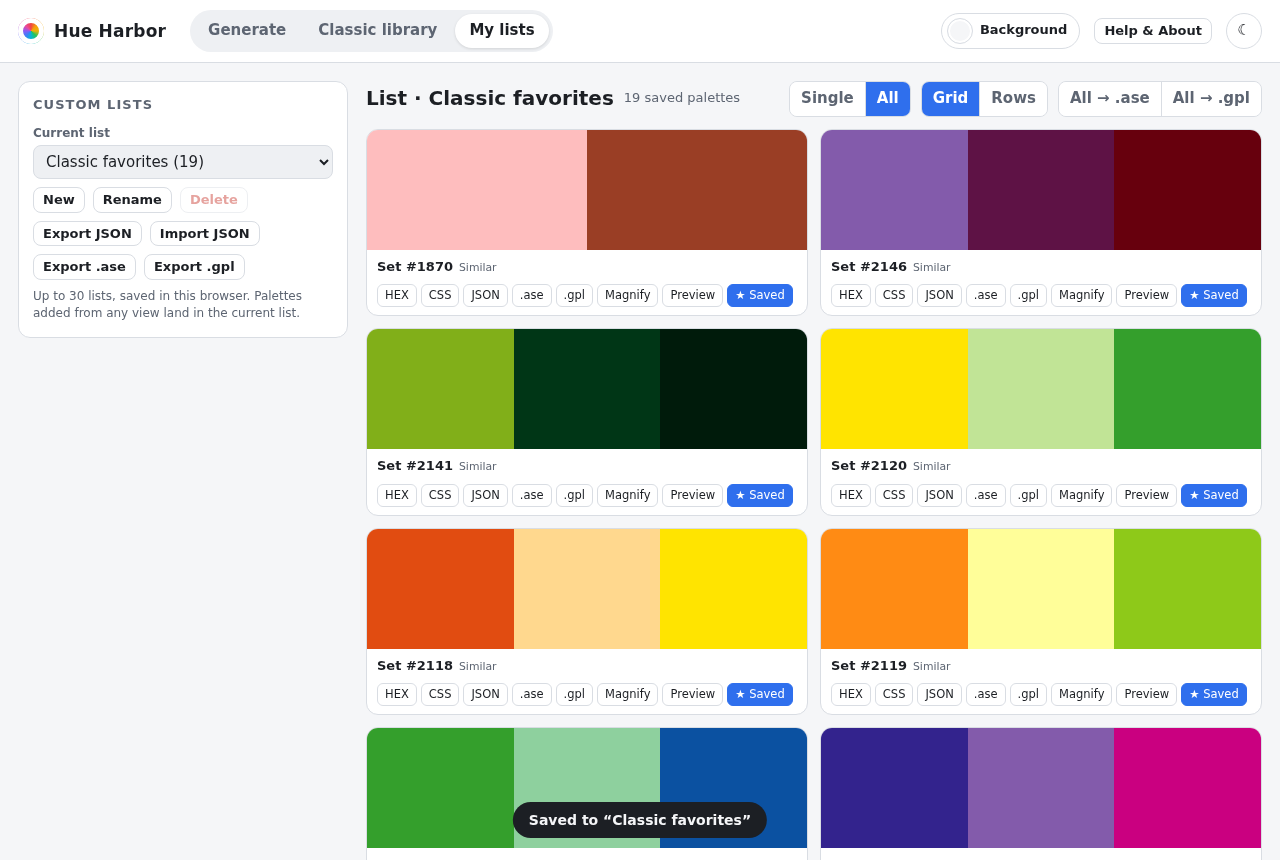 Hue Harbor
Generate
Classic library
My lists
Background
Help & About
☾
CUSTOM LISTS
Current list
Classic favorites (19)
New
Rename
Delete
Export JSON
Import JSON
Export .ase
Export .gpl
Up to 30 lists, saved in this browser. Palettes
added from any view land in the current list.
List · Classic favorites
19 saved palettes
Single
All
Grid
Rows
All → .ase
All → .gpl
Set #1870 Similar
HEX CSS JSON .ase .gpl Magnify Preview ★ Saved
Set #2146 Similar
HEX CSS JSON .ase .gpl Magnify Preview ★ Saved
Set #2141 Similar
HEX CSS JSON .ase .gpl Magnify Preview ★ Saved
Set #2120 Similar
HEX CSS JSON .ase .gpl Magnify Preview ★ Saved
Set #2118 Similar
HEX CSS JSON .ase .gpl Magnify Preview ★ Saved
Set #2119 Similar
HEX CSS JSON .ase .gpl Magnify Preview ★ Saved
Saved to “Classic favorites”